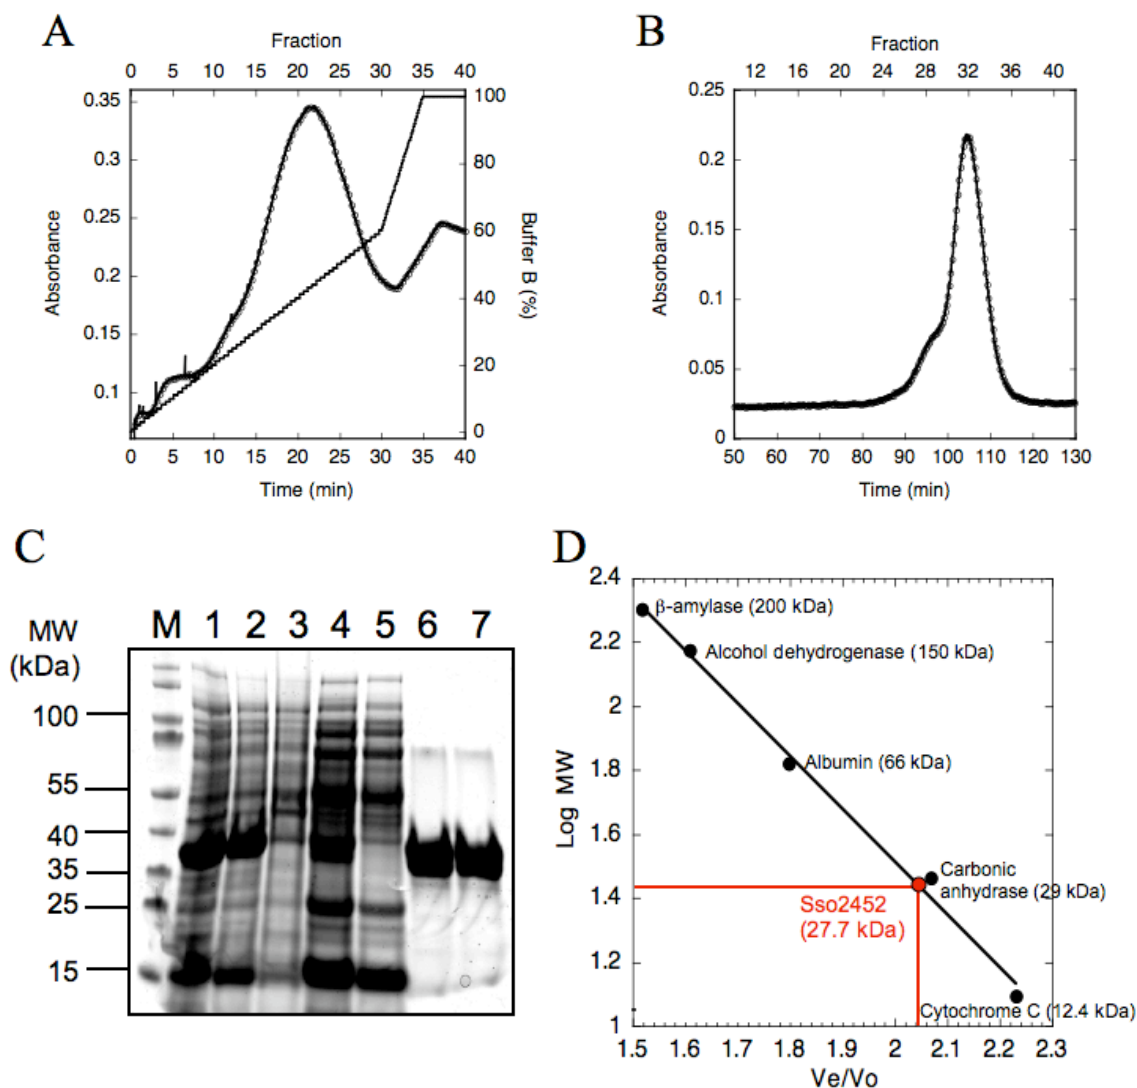 A
Fraction
0 5 10 15 20 25 30 35 40
0.35
0.3
0.25
0.2
0.15
0.1
Absorbance
100
80
60
40
20
0
Buffer B (%)
0 5 10 15 20 25 30 35 40
Time (min)
B
Fraction
12 16 20 24 28 32 36 40
0.25
0.2
0.15
0.1
0.05
0
Absorbance
50 60 70 80 90 100 110 120 130
Time (min)
C
MW
(kDa)
M 1 2 3 4 5 6 7
100
55
40
35
25
15
D
2.4
2.2
2
1.8
1.6
1.4
1.2
1
Log MW
β-amylase (200 kDa)
Alcohol dehydrogenase (150 kDa)
Albumin (66 kDa)
Carbonic
anhydrase (29 kDa)
Sso2452
(27.7 kDa)
Cytochrome C (12.4 kDa)
1.5 1.6 1.7 1.8 1.9 2 2.1 2.2 2.3
Ve/Vo